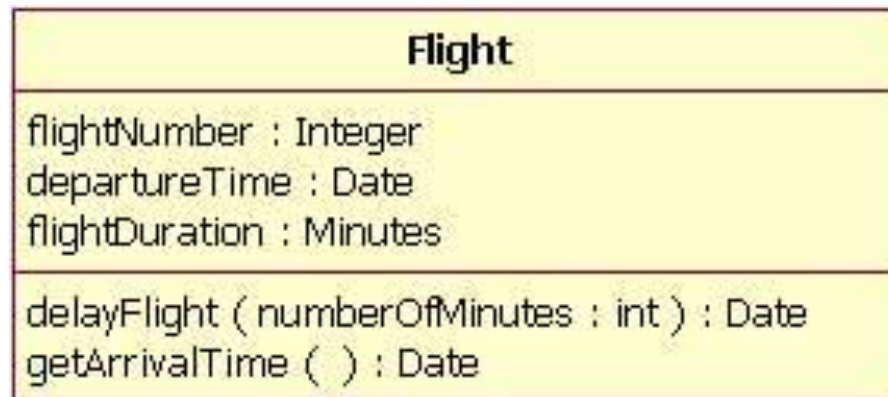 Flight
flightNumber : Integer
departureTime : Date
flightDuration : Minutes
delayFlight ( numberOfMinutes : int ) : Date
getArrivalTime ( ) : Date